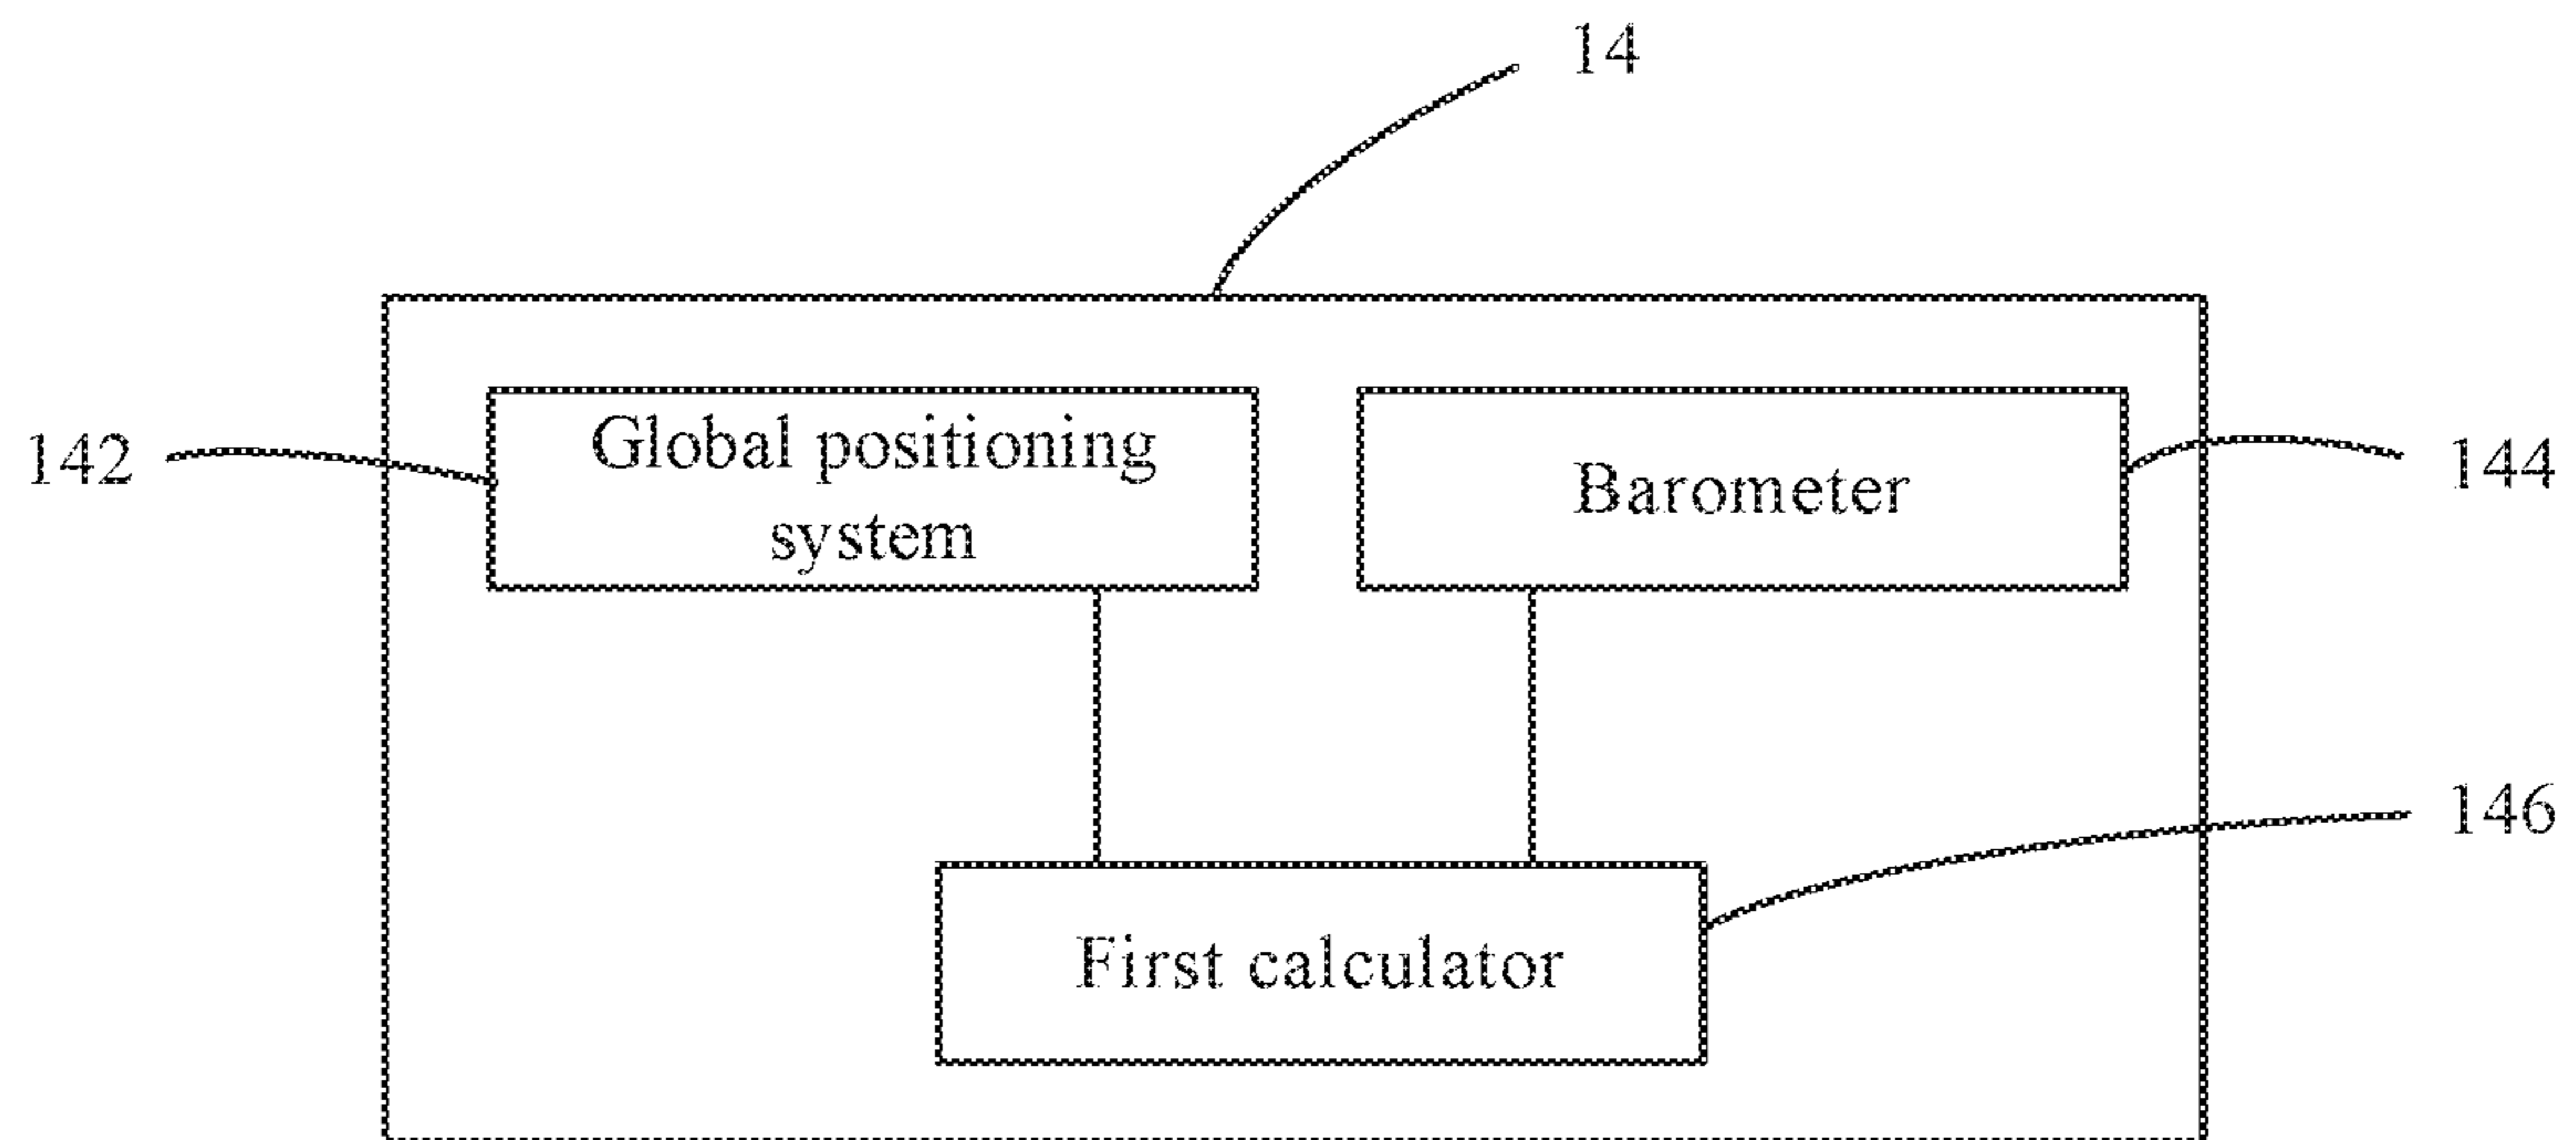 14
142
Global positioning
system
Barometer
144
146
First calculator